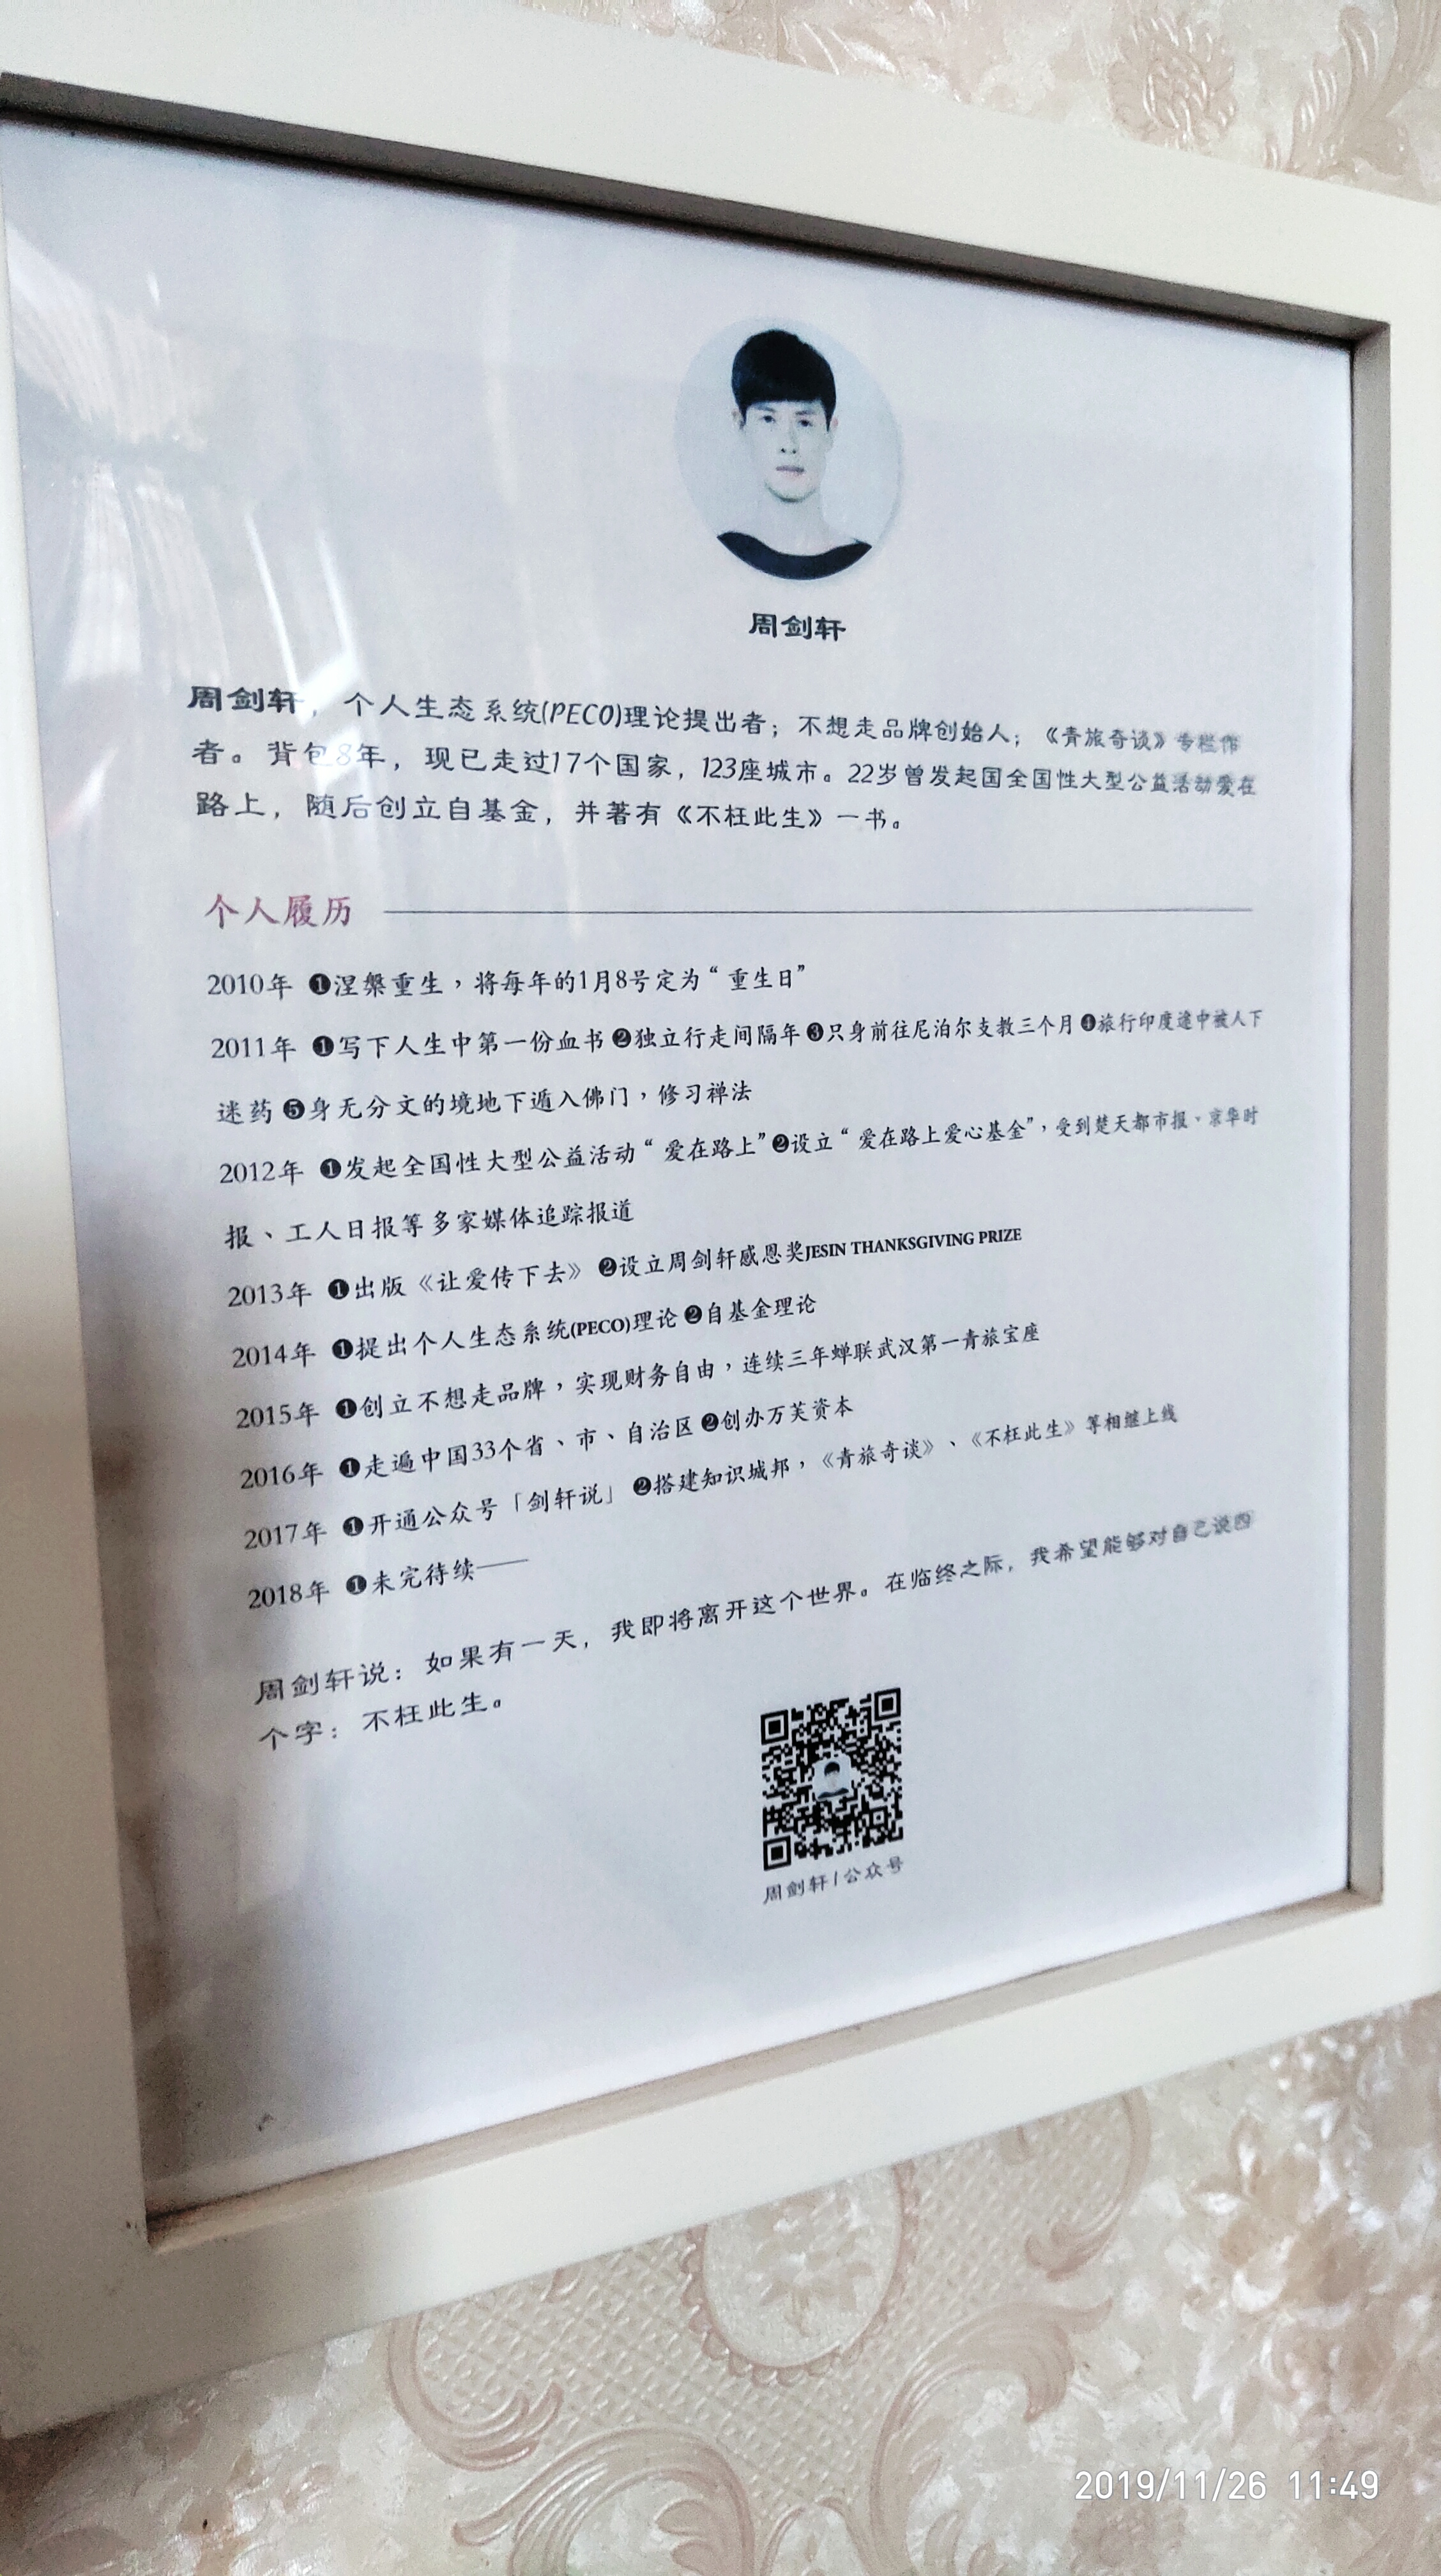 周剑轩
周剑轩，个人生态系统(PECO)理论提出者；不想走品牌创始人；《青旅奇谈》专栏作
者。背包8年，现已走过17个国家，123座城市。22岁曾发起国全国性大型公益活动爱在
路上，随后创立自基金，并著有《不枉此生》一书。
个人履历
2010年 ❶涅槃重生，将每年的1月8号定为“重生日”
2011年 ❶写下人生中第一份血书 ❷独立行走间隔年 ❸只身前往尼泊尔支教三个月 ❹旅行印度途中被人下
迷药 ❺身无分文的境地下遁入佛门，修习禅法
2012年 ❶发起全国性大型公益活动“爱在路上” ❷设立“爱在路上爱心基金”，受到楚天都市报、京华时
报、工人日报等多家媒体追踪报道
2013年 ❶出版《让爱传下去》 ❷设立周剑轩感恩奖JESIN THANKSGIVING PRIZE
2014年 ❶提出个人生态系统(PECO)理论 ❷自基金理论
2015年 ❶创立不想走品牌，实现财务自由，连续三年蝉联武汉第一青旅宝座
2016年 ❶走遍中国33个省、市、自治区 ❷创办万芙资本
2017年 ❶开通公众号「剑轩说」 ❷搭建知识城邦，《青旅奇谈》、《不枉此生》等相继上线
2018年 ❶未完待续——
周剑轩说：如果有一天，我即将离开这个世界。在临终之际，我希望能够对自己说四
个字：不枉此生。
周剑轩/公众号
2019/11/26 11:49